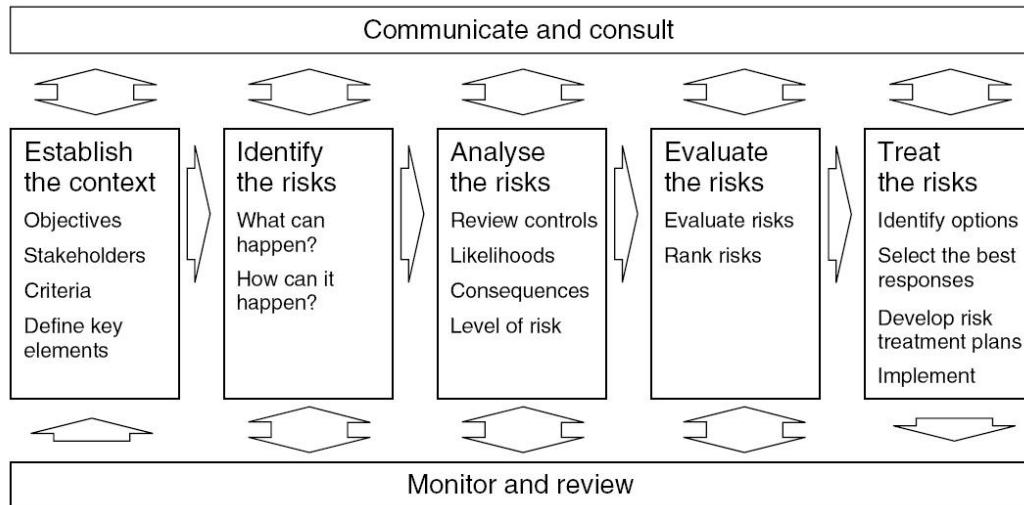 Communicate and consult
Establish
the context
Objectives
Stakeholders
Criteria
Define key
elements
Identify
the risks
What can
happen?
How can it
happen?
Analyse
the risks
Review controls
Likelihoods
Consequences
Level of risk
Evaluate
the risks
Evaluate risks
Rank risks
Treat
the risks
Identify options
Select the best
responses
Develop risk
treatment plans
Implement
Monitor and review